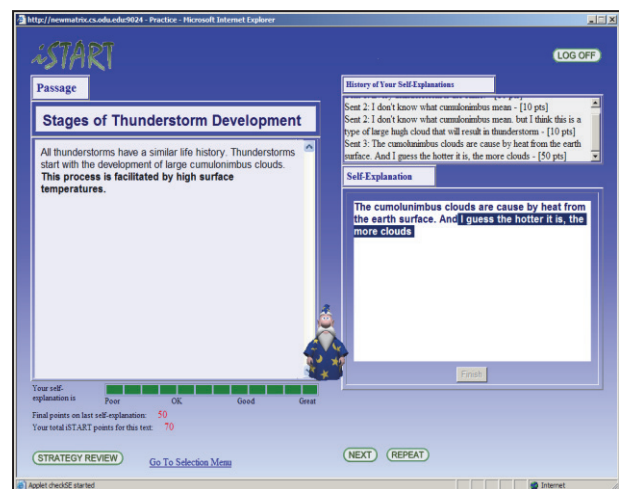 http://newmatrix.cs.odu.edu:9024 - Practice - Microsoft Internet Explorer
iSTART
LOG OFF
Passage
Stages of Thunderstorm Development
All thunderstorms have a similar life history. Thunderstorms
start with the development of large cumulonimbus clouds.
This process is facilitated by high surface
temperatures.
History of Your Self-Explanations
Sent 2: I don't know what cumulonimbus mean - [10 pts]
Sent 2: I don't know what cumulonimbus mean. but I think this is a
type of large hugh cloud that will result in thunderstorm - [10 pts]
Sent 3: The cumolunimbus clouds are cause by heat from the earth
surface. And I guess the hotter it is, the more clouds - [50 pts]
Self-Explanation
The cumolunimbus clouds are cause by heat from
the earth surface. And I guess the hotter it is, the
more clouds
Finish
Your self-
explanation is
Poor OK Good Great
Final points on last self-explanation: 50
Your total iSTART points for this text: 70
STRATEGY REVIEW
Go To Selection Menu
NEXT
REPEAT
Applet checkSE started
Internet